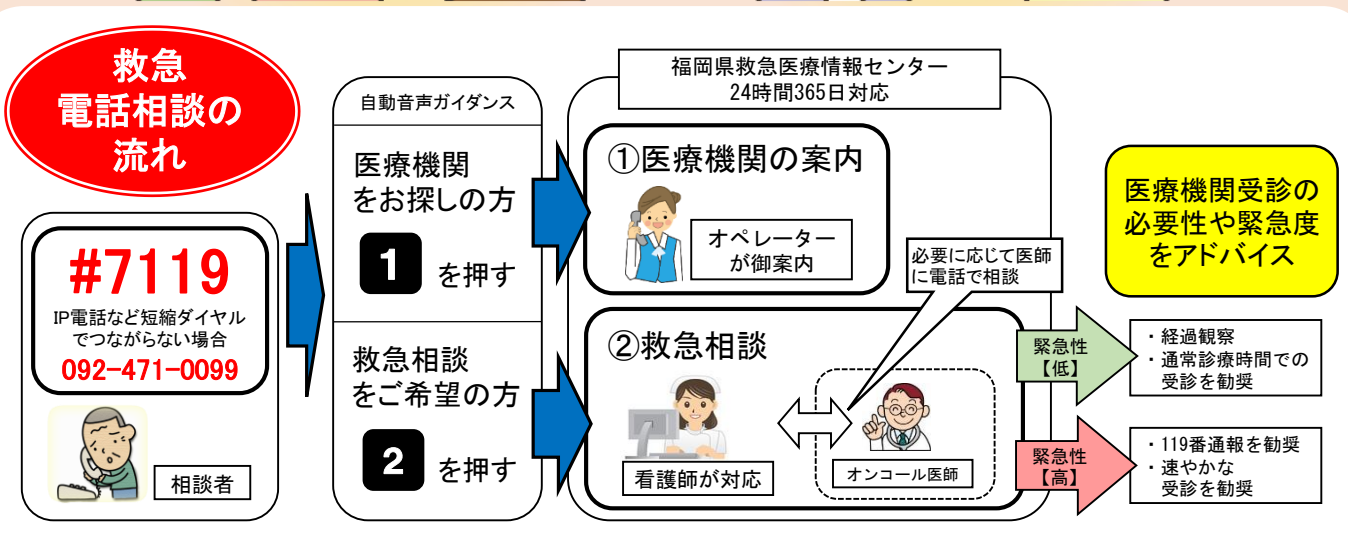 救急
電話相談の
流れ
#7119
IP電話など短縮ダイヤル
でつながらない場合
092-471-0099
相談者
自動音声ガイダンス
医療機関
をお探しの方
1 を押す
救急相談
をご希望の方
2 を押す
福岡県救急医療情報センター
24時間365日対応
①医療機関の案内
オペレーター
が御案内
必要に応じて医師
に電話で相談
②救急相談
看護師が対応
オンコール医師
緊急性
【低】
緊急性
【高】
医療機関受診の
必要性や緊急度
をアドバイス
・経過観察
・通常診療時間での
受診を勧奨
・119番通報を勧奨
・速やかな
受診を勧奨